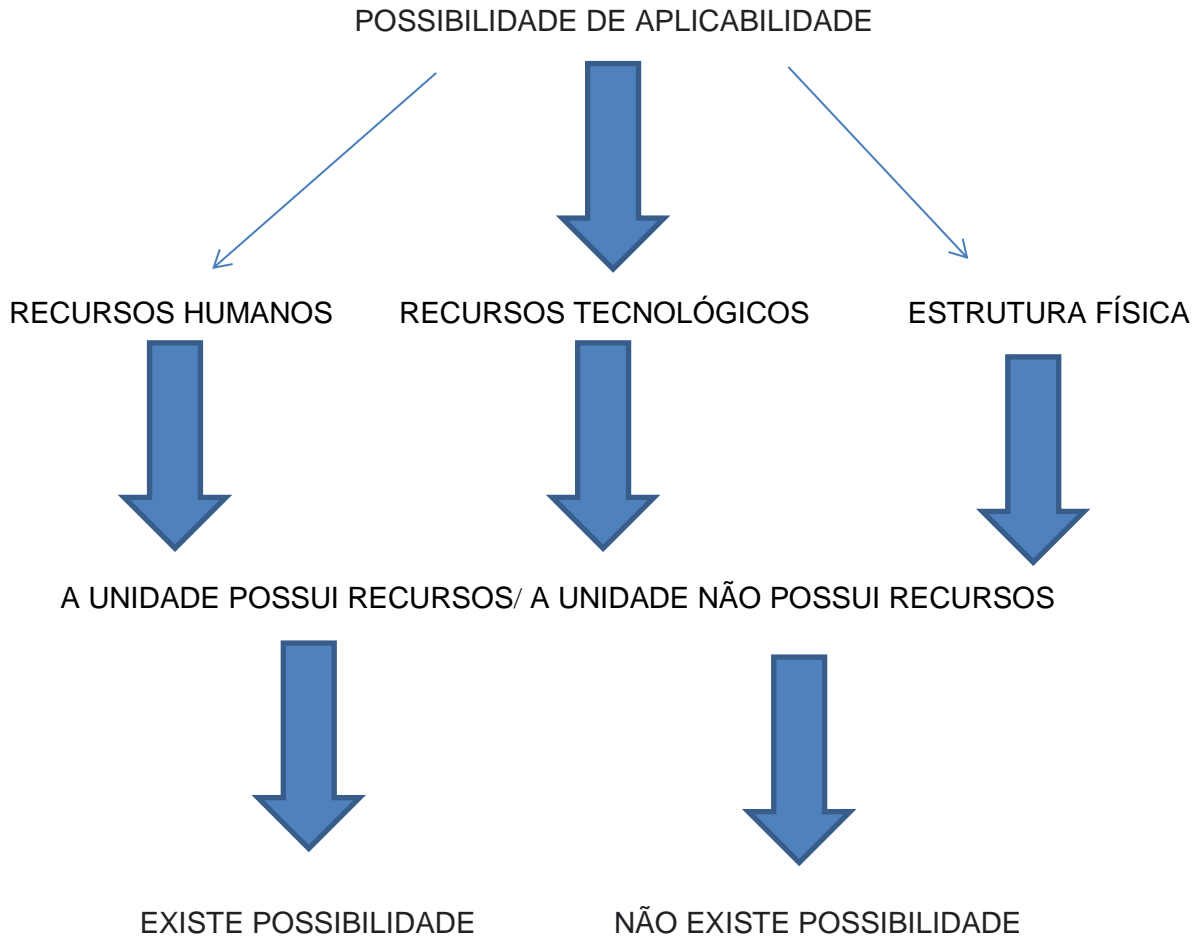 POSSIBILIDADE DE APLICABILIDADE
RECURSOS HUMANOS RECURSOS TECNOLÓGICOS ESTRUTURA FÍSICA
A UNIDADE POSSUI RECURSOS/ A UNIDADE NÃO POSSUI RECURSOS
EXISTE POSSIBILIDADE NÃO EXISTE POSSIBILIDADE